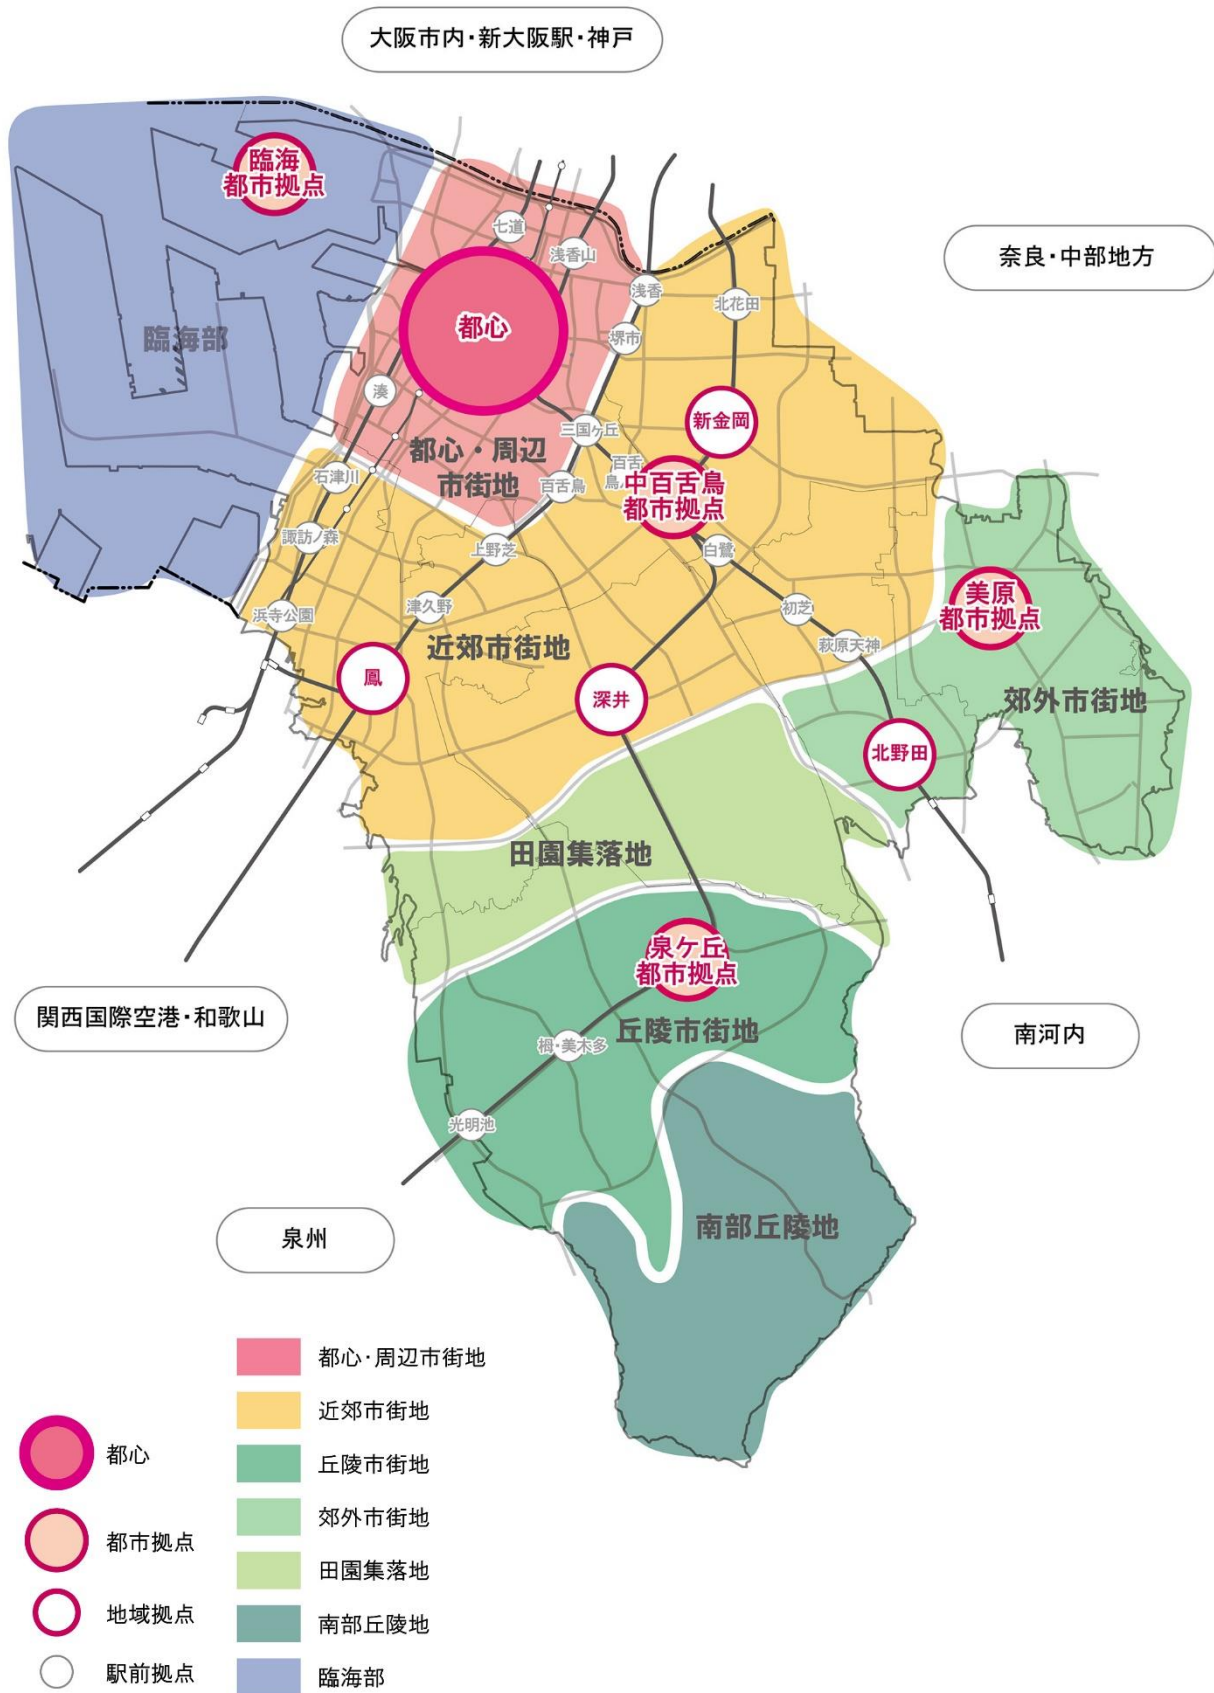 大阪市内・新大阪駅・神戸
臨海
都市拠点
七道
浅香山
奈良・中部地方
浅香
北花田
都心
臨海部
堺市
湊
新金岡
三国ヶ丘
都心・周辺
市街地
百舌
鳥八
石津川
百舌鳥
中百舌鳥
都市拠点
諏訪ノ森
上野芝
白鷺
美原
都市拠点
浜寺公園
津久野
初芝
近郊市街地
萩原天神
鳳
深井
郊外市街地
北野田
田園集落地
泉ケ丘
都市拠点
関西国際空港・和歌山
丘陵市街地
南河内
栂・美木多
光明池
泉州
南部丘陵地
都心・周辺市街地
近郊市街地
都心
丘陵市街地
郊外市街地
都市拠点
田園集落地
地域拠点
南部丘陵地
駅前拠点
臨海部